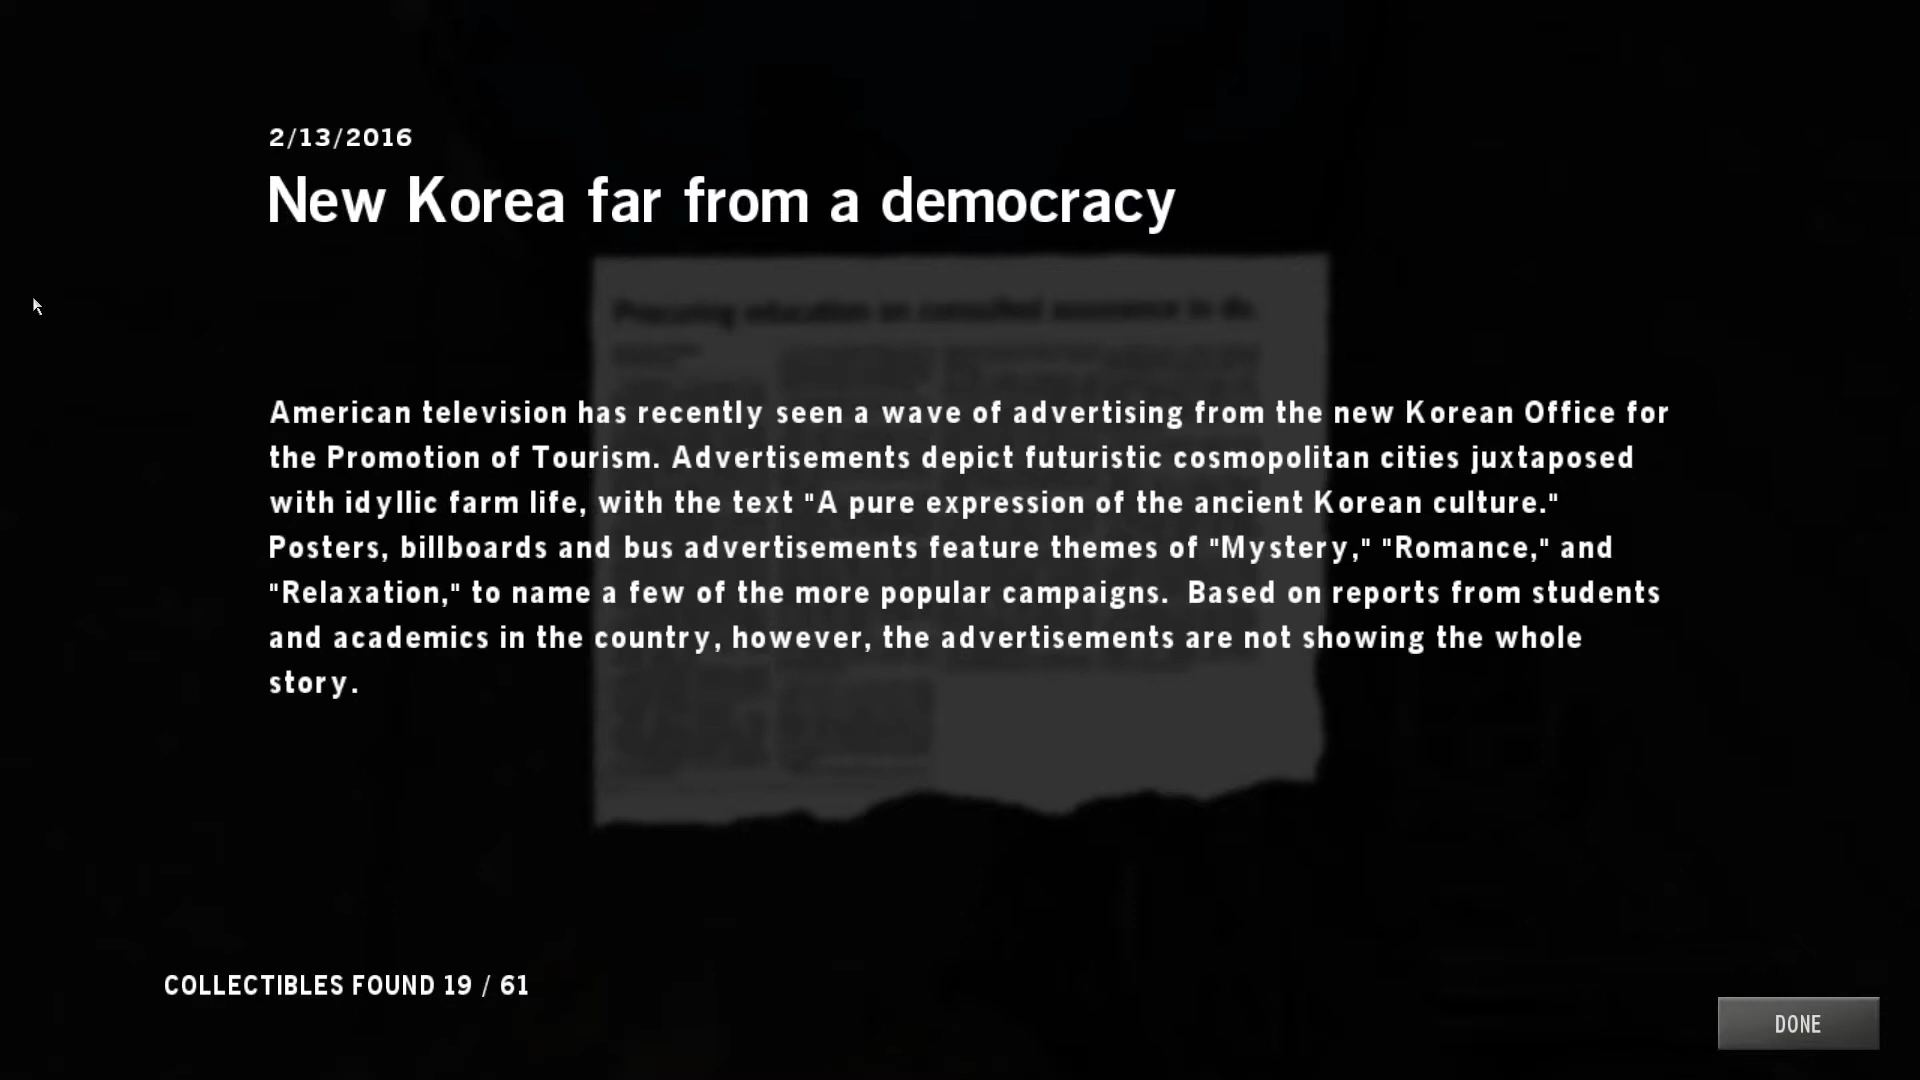 2/13/2016
New Korea far from a democracy
American television has recently seen a wave of advertising from the new Korean Office for
the Promotion of Tourism. Advertisements depict futuristic cosmopolitan cities juxtaposed
with idyllic farm life, with the text "A pure expression of the ancient Korean culture."
Posters, billboards and bus advertisements feature themes of "Mystery," "Romance," and
"Relaxation," to name a few of the more popular campaigns.  Based on reports from students
and academics in the country, however, the advertisements are not showing the whole
story.
COLLECTIBLES FOUND 19 / 61
DONE